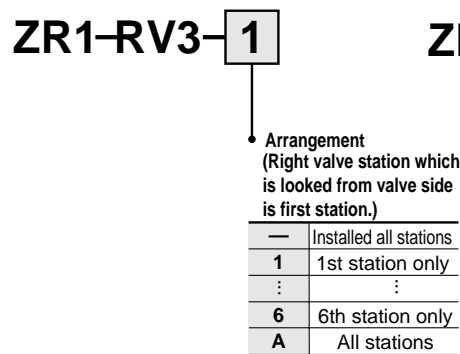 ZR1-RV3-1
Z
Arrangement
(Right valve station which
is looked from valve side
is first station.)
— Installed all stations
1 1st station only
⋮ ⋮
6 6th station only
A All stations